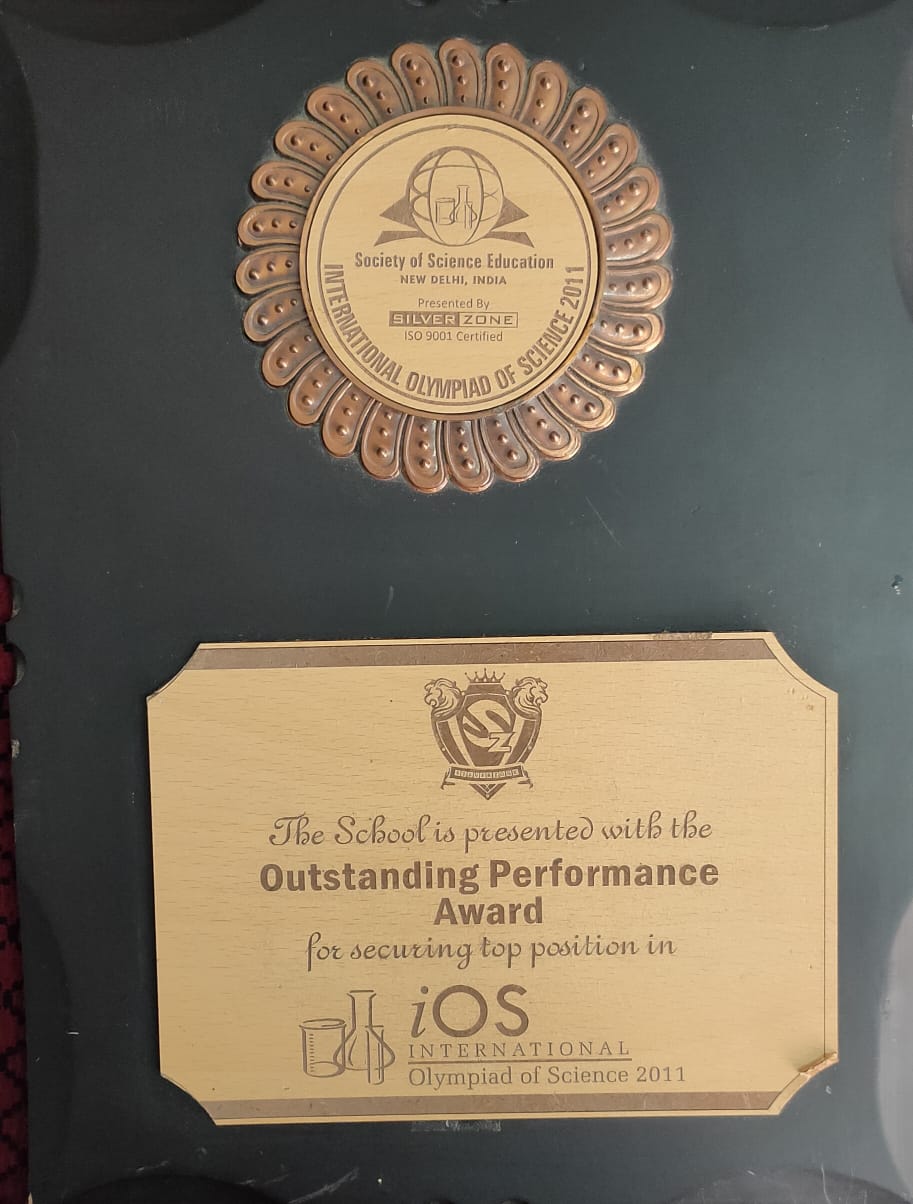 Society of Science Education
NEW DELHI, INDIA
Presented By
SILVER ZONE
ISO 9001 Certified
INTERNATIONAL OLYMPIAD OF SCIENCE 2011
SZ
SILVERZONE
The School is presented with the
Outstanding Performance
Award
for securing top position in
iOS
INTERNATIONAL
Olympiad of Science 2011